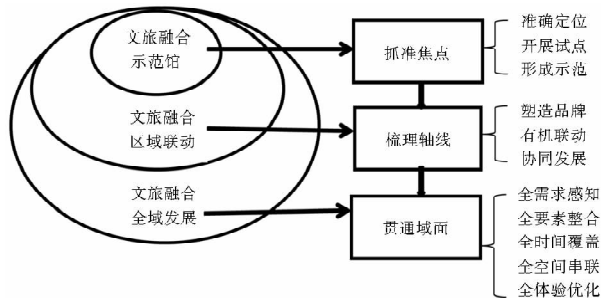 文旅融合
示范馆
抓准焦点
准确定位
开展试点
形成示范
文旅融合
区域联动
梳理轴线
塑造品牌
有机联动
协同发展
文旅融合
全域发展
贯通域面
全需求感知
全要素整合
全时间覆盖
全空间串联
全体验优化